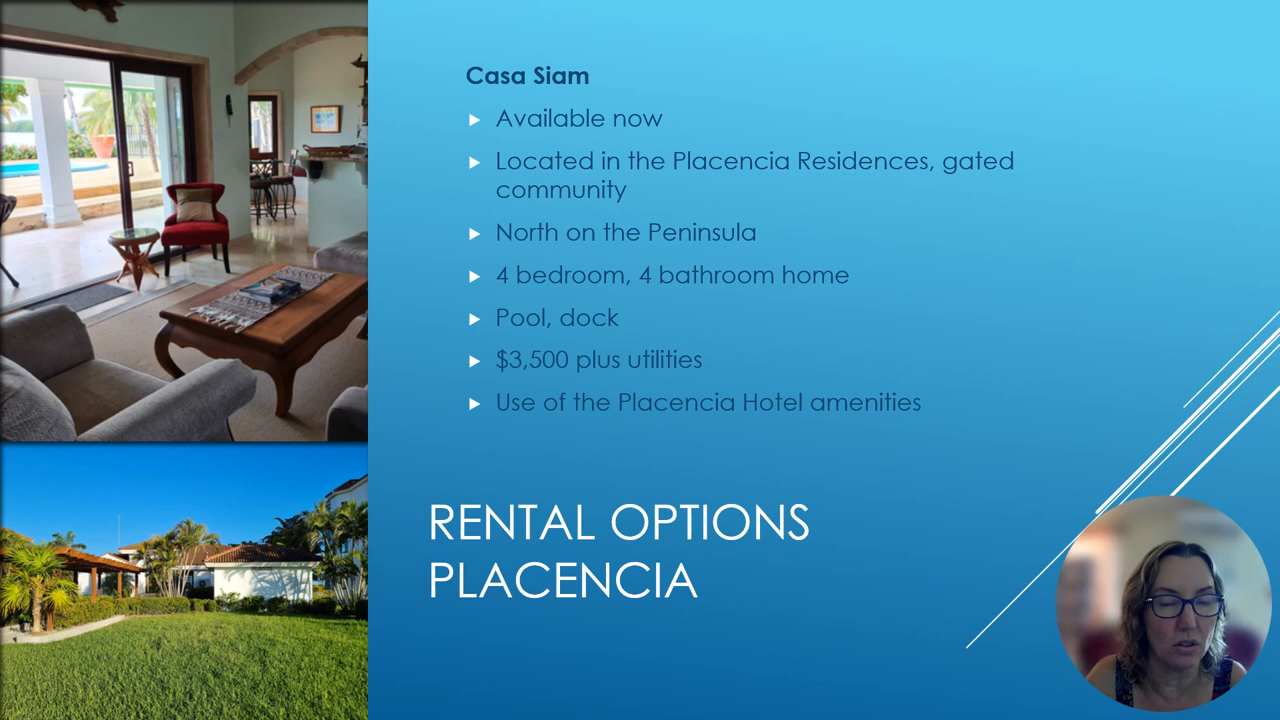 Casa Siam
Available now
Located in the Placencia Residences, gated
community
North on the Peninsula
4 bedroom, 4 bathroom home
Pool, dock
$3,500 plus utilities
Use of the Placencia Hotel amenities
RENTAL OPTIONS
PLACENCIA